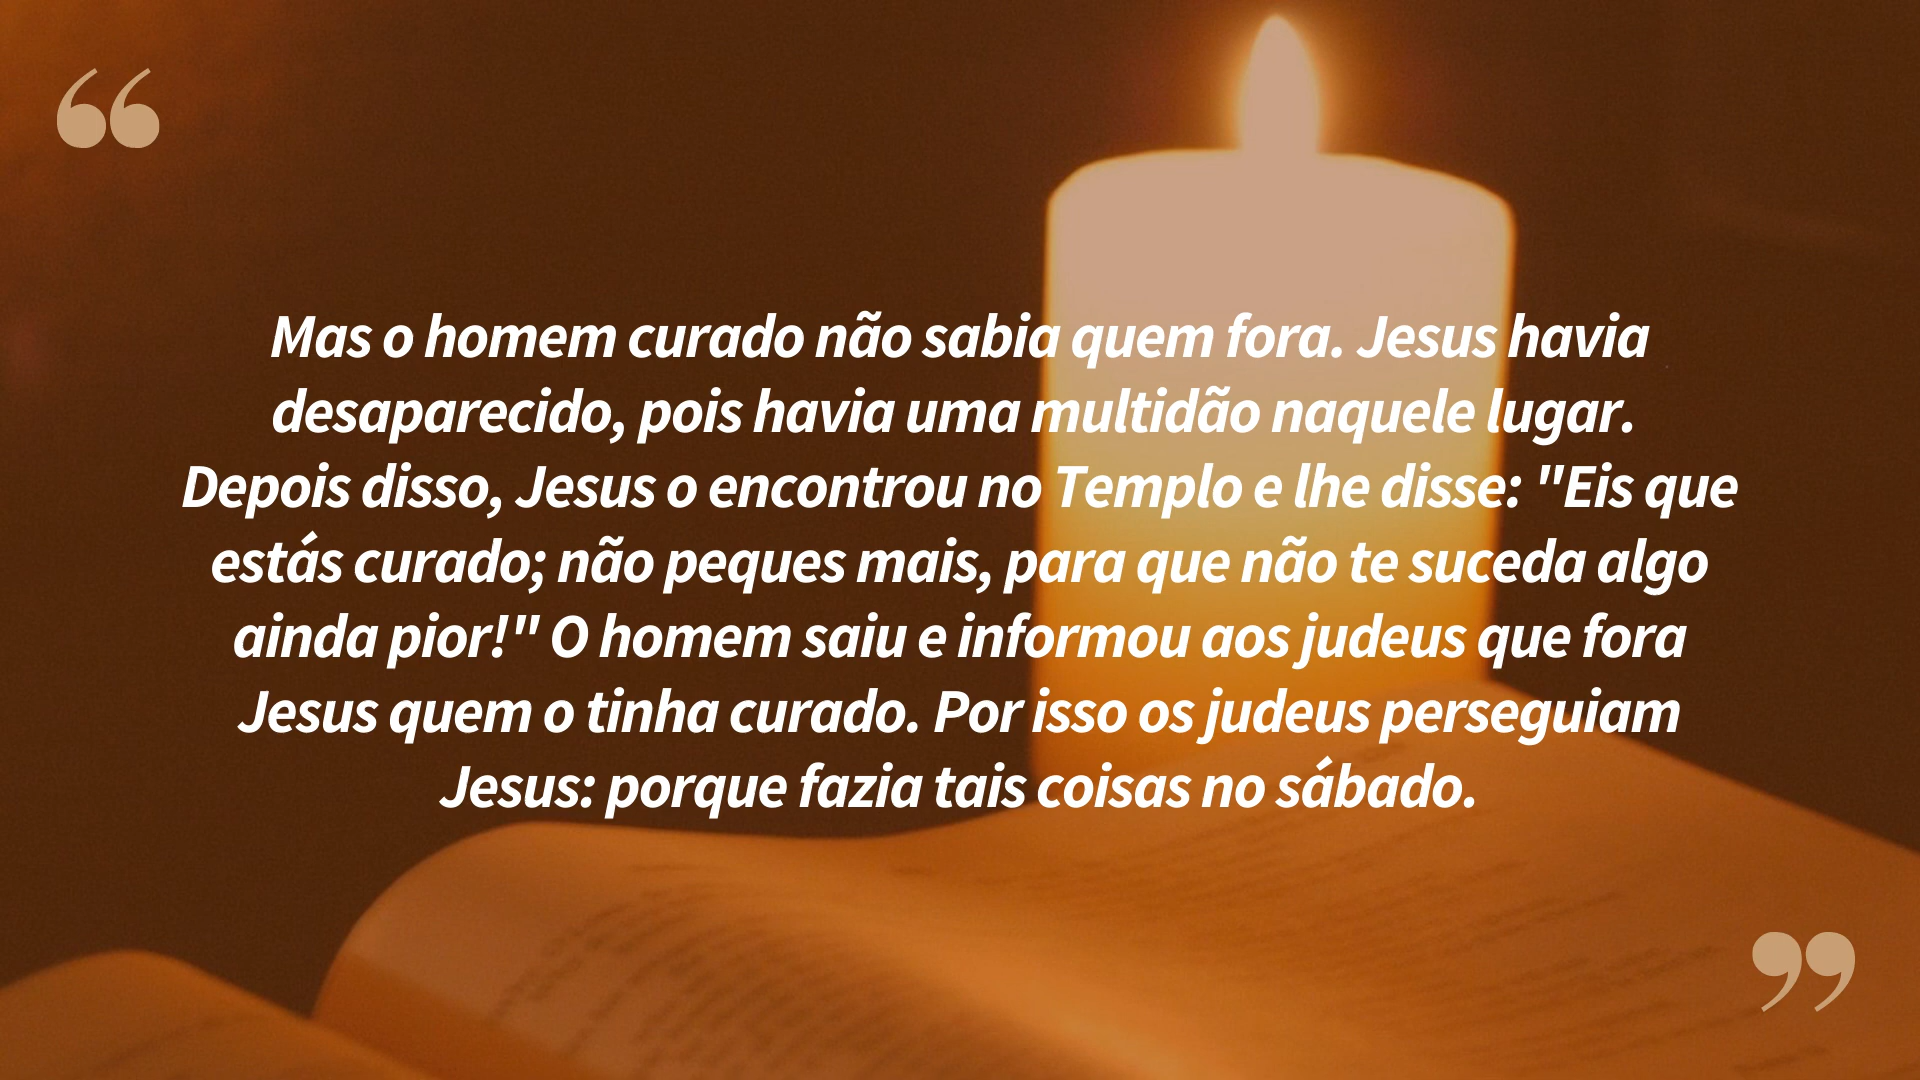 “
Mas o homem curado não sabia quem fora. Jesus havia
desaparecido, pois havia uma multidão naquele lugar.
Depois disso, Jesus o encontrou no Templo e lhe disse: "Eis que
estás curado; não peques mais, para que não te suceda algo
ainda pior!" O homem saiu e informou aos judeus que fora
Jesus quem o tinha curado. Por isso os judeus perseguiam
Jesus: porque fazia tais coisas no sábado.
”